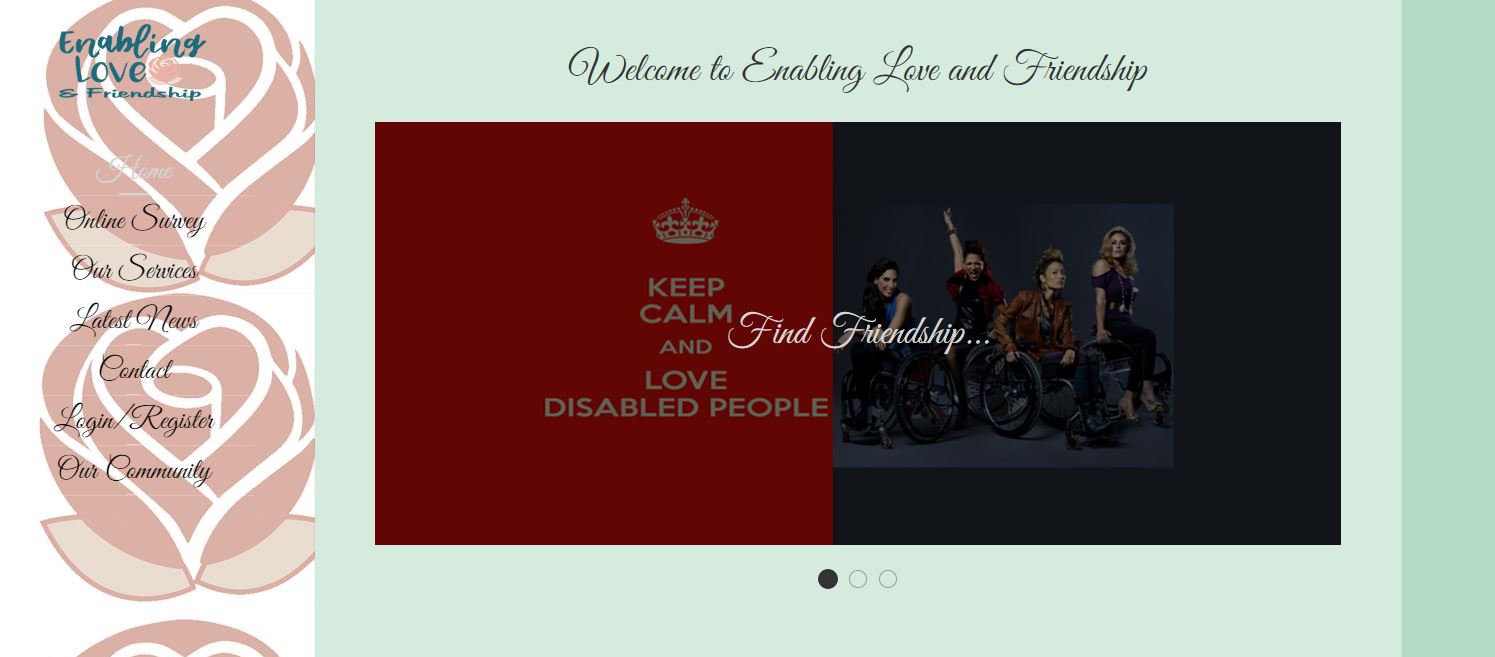 Enabling
Love
& Friendship
Home
Online Survey
Our Services
Latest News
Contact
Login/Register
Our Community
Welcome to Enabling Love and Friendship
KEEP
CALM
AND
LOVE
DISABLED PEOPLE
Find Friendship...